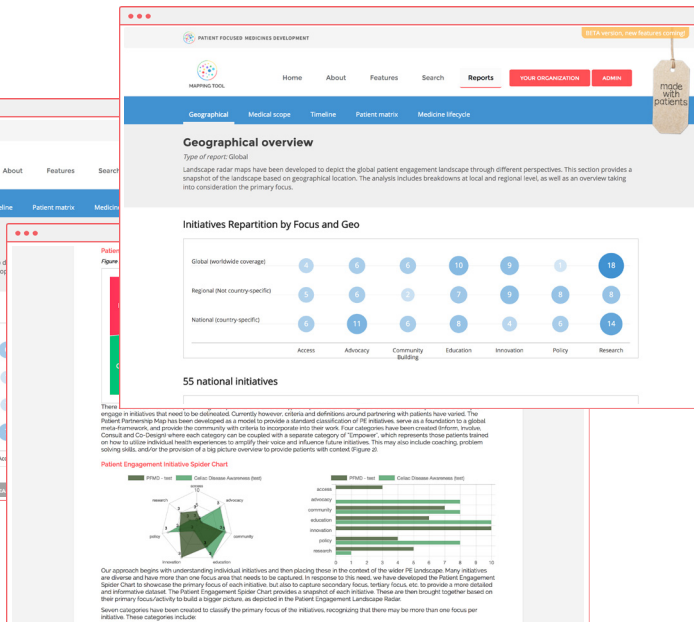 BETA version, new features coming!
PATIENT FOCUSED MEDICINES DEVELOPMENT
MAPPING TOOL
Home About Features Search Reports YOUR ORGANIZATION ADMIN
made with patients
Geographical Medical scope Timeline Patient matrix Medicine lifecycle
Geographical overview
Type of report: Global
Landscape radar maps have been developed to depict the global patient engagement landscape through different perspectives. This section provides a
snapshot of the landscape based on geographical location. The analysis includes breakdowns at local and regional level, as well as an overview taking
into consideration the primary focus.
Initiatives Repartition by Focus and Geo
Global (worldwide coverage) 4 6 6 10 9 1 18
Regional (Not country-specific) 5 6 2 7 9 8 8
National (country-specific) 6 11 6 8 4 6 14
Access Advocacy Community Building Education Innovation Policy Research
55 national initiatives
About Features Search
Patient matrix
Figure
There
engage in initiatives that need to be delineated. Currently however, criteria and definitions around partnering with patients have varied. The
Patient Partnership Map has been developed as a model to provide a standard classification of PE initiatives, serve as a foundation to a global
meta-framework, and provide the community with criteria to incorporate into their work. Four categories have been created (Inform, Involve,
Consult and Co-Design) where each category can be coupled with a separate category of "Empower", which represents those patients trained
on how to utilize individual health experiences to amplify their voice and influence future initiatives. This may also include coaching, problem
solving skills, and/or the provision of a big picture overview to provide patients with context (Figure 2).
Patient Engagement Initiative Spider Chart
PFMD - test Celiac Disease Awareness (test)
access
10
research advocacy
policy community
innovation education
PFMD - test Celiac Disease Awareness (test)
access
advocacy
community
education
innovation
policy
research
0 1 2 3 4 5 6 7 8 9 10
Our approach begins with understanding individual initiatives and then placing these in the context of the wider PE landscape. Many initiatives
are diverse and have more than one focus area that needs to be captured. In response to this need, we have developed the Patient Engagement
Spider Chart to showcase the primary focus of each initiative, but also to capture secondary focus, tertiary focus, etc. to provide a more detailed
and informative dataset. The Patient Engagement Spider Chart provides a snapshot of each initiative. These are then brought together based on
their primary focus/activity to build a bigger picture, as depicted in the Patient Engagement Landscape Radar.
Seven categories have been created to classify the primary focus of the initiatives, recognizing that there may be more than one focus per
initiative. These categories include: